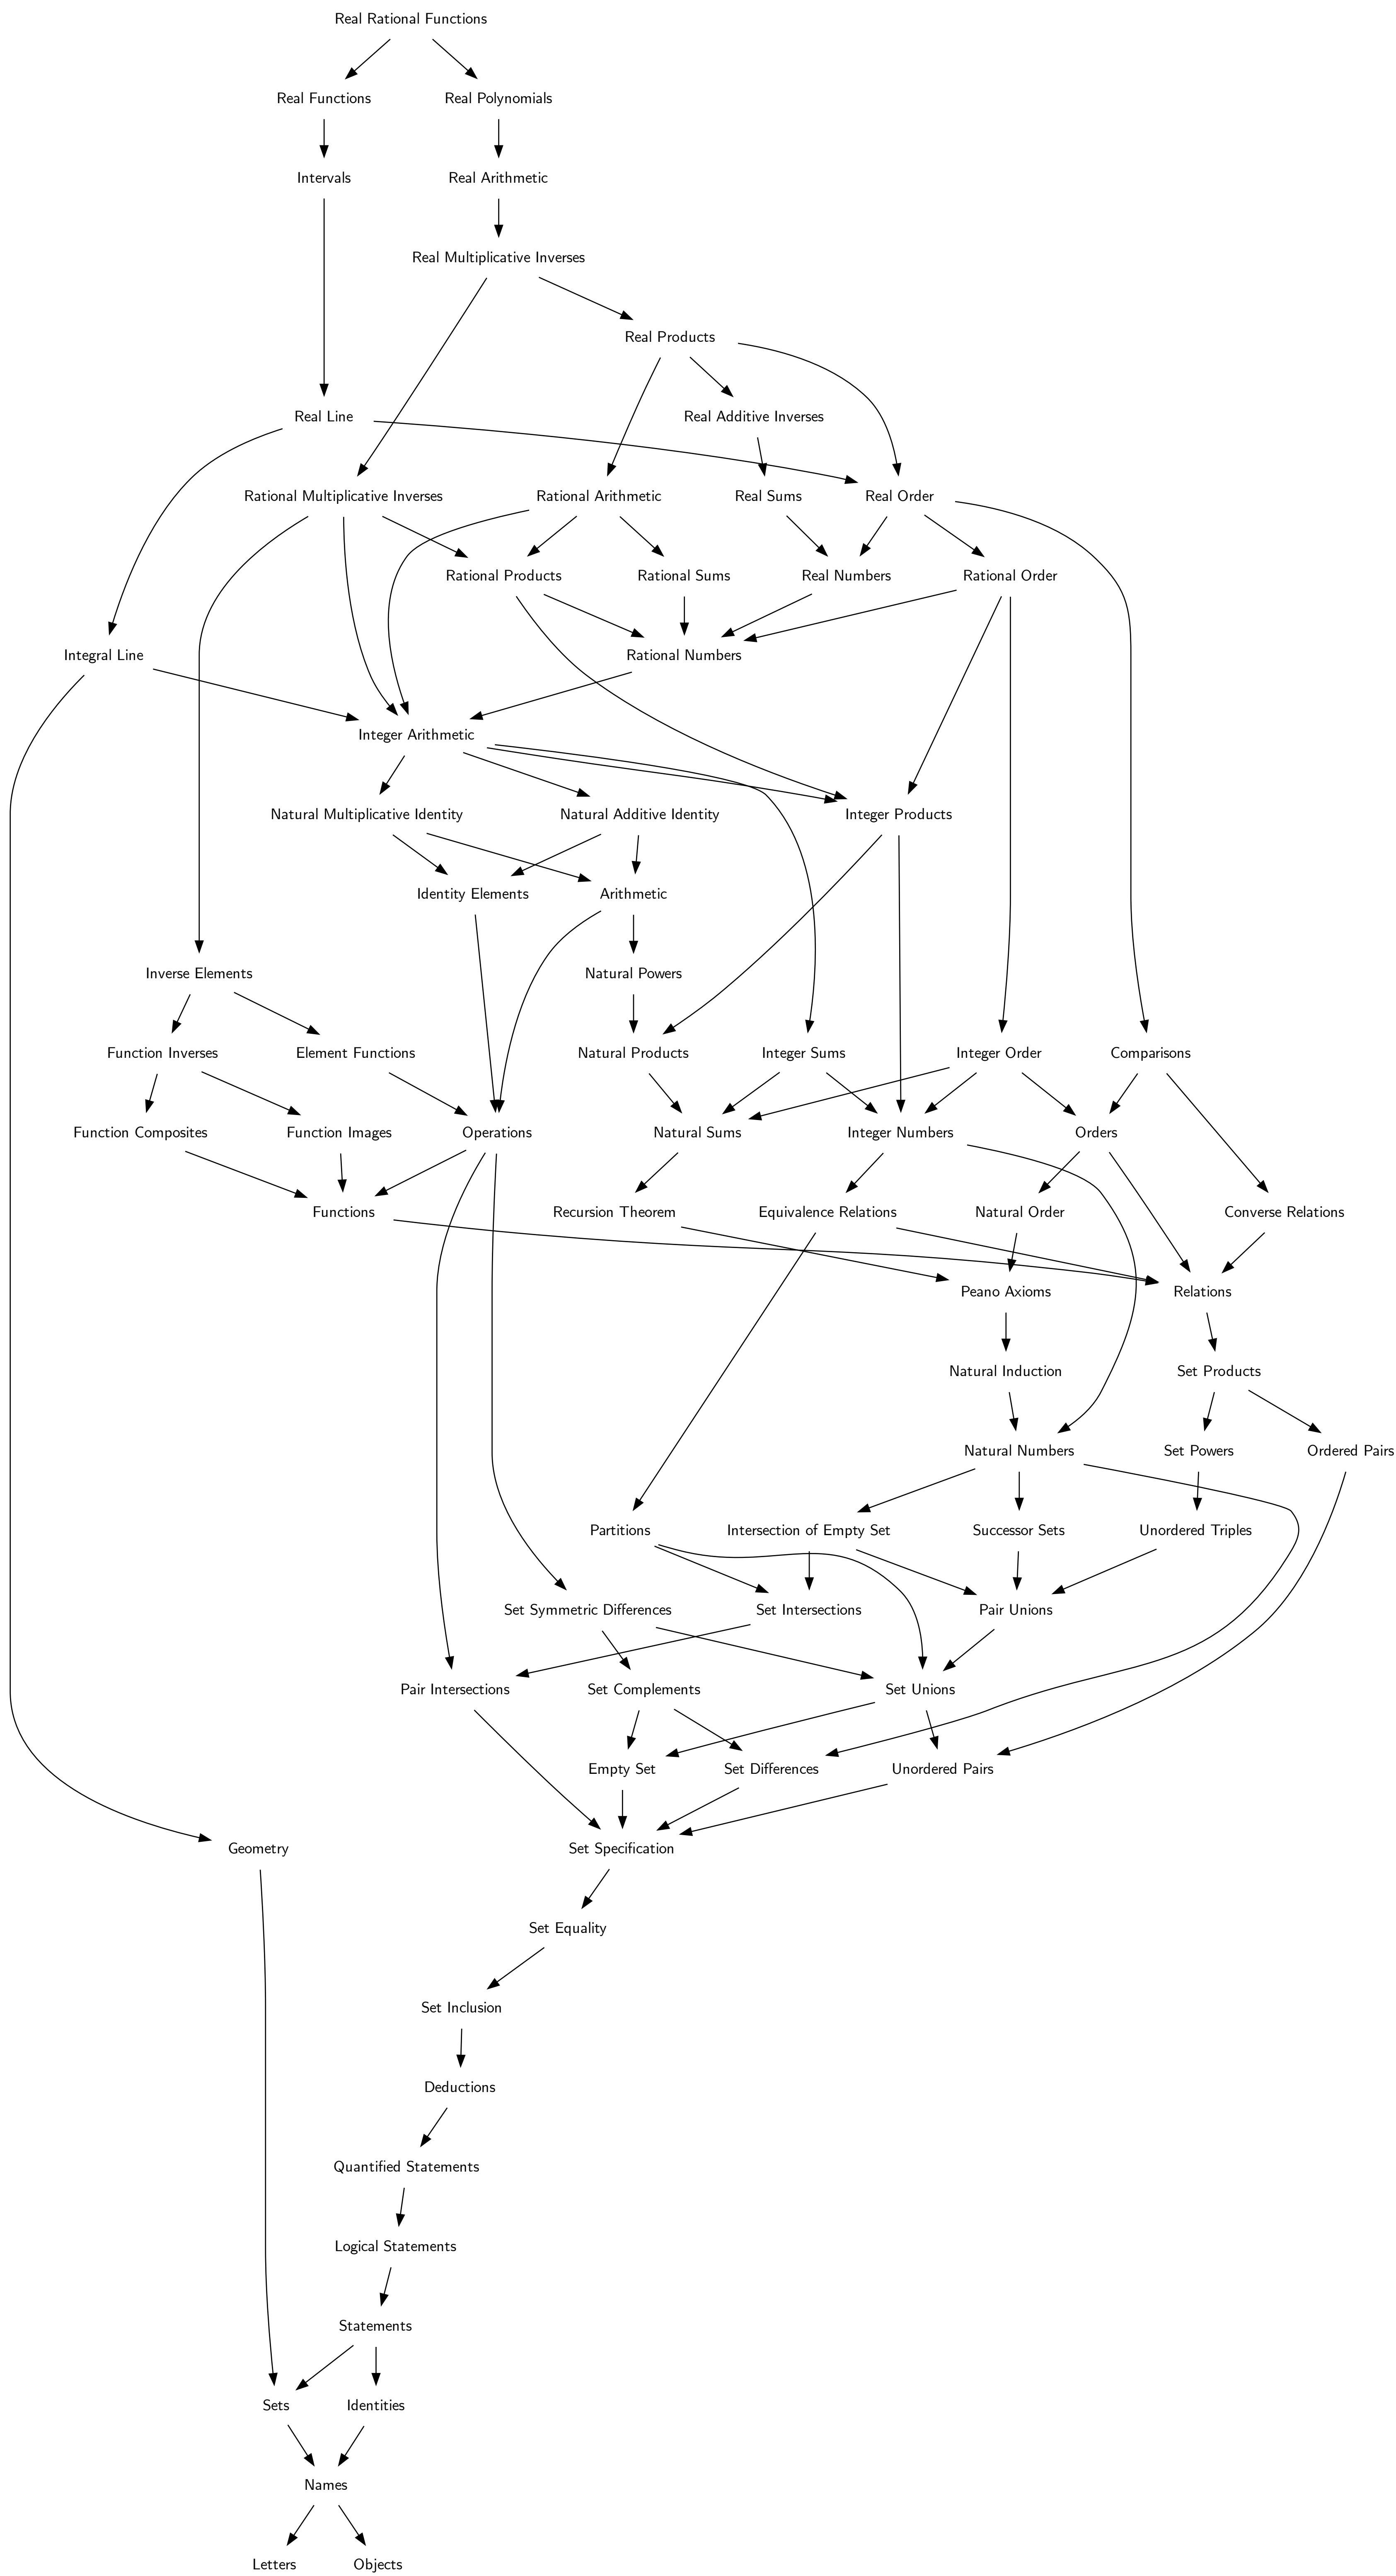 Real Rational Functions
Real Functions
Real Polynomials
Intervals
Real Arithmetic
Real Multiplicative Inverses
Real Products
Real Line
Real Additive Inverses
Rational Multiplicative Inverses
Rational Arithmetic
Real Sums
Real Order
Rational Products
Rational Sums
Real Numbers
Rational Order
Integral Line
Rational Numbers
Integer Arithmetic
Natural Multiplicative Identity
Natural Additive Identity
Integer Products
Identity Elements
Arithmetic
Inverse Elements
Natural Powers
Function Inverses
Element Functions
Natural Products
Integer Sums
Integer Order
Comparisons
Function Composites
Function Images
Operations
Natural Sums
Integer Numbers
Orders
Functions
Recursion Theorem
Equivalence Relations
Natural Order
Converse Relations
Peano Axioms
Relations
Natural Induction
Set Products
Natural Numbers
Set Powers
Ordered Pairs
Partitions
Intersection of Empty Set
Successor Sets
Unordered Triples
Set Symmetric Differences
Set Intersections
Pair Unions
Pair Intersections
Set Complements
Set Unions
Empty Set
Set Differences
Unordered Pairs
Geometry
Set Specification
Set Equality
Set Inclusion
Deductions
Quantified Statements
Logical Statements
Statements
Sets
Identities
Names
Letters
Objects